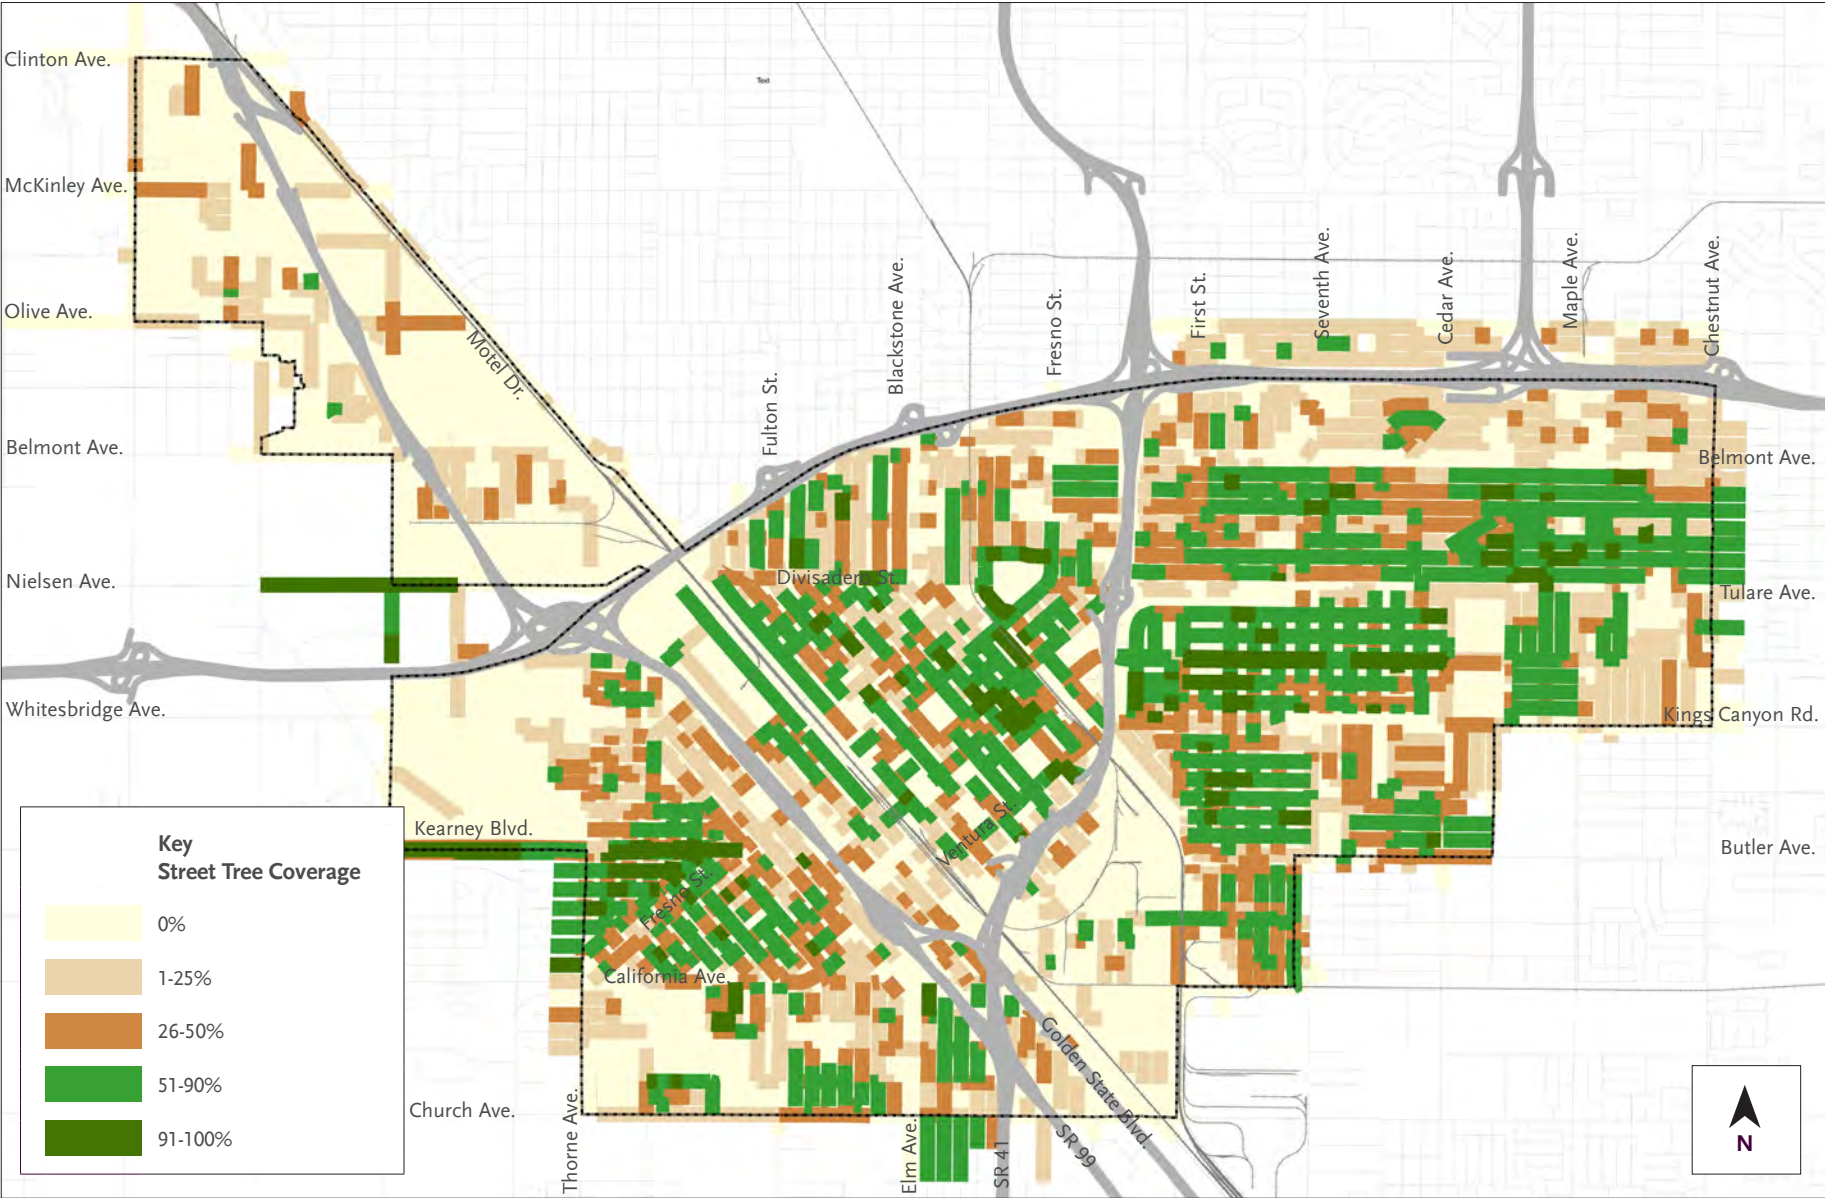 Clinton Ave.
Text
McKinley Ave.
Olive Ave.
Motel Dr.
Fulton St.
Blackstone Ave.
Fresno St.
First St.
Seventh Ave.
Cedar Ave.
Maple Ave.
Chestnut Ave.
Belmont Ave.
Belmont Ave.
Nielsen Ave.
Divisadero St.
Tulare Ave.
Whitesbridge Ave.
Kings Canyon Rd.
Kearney Blvd.
Ventura St.
Butler Ave.
Fresno St.
California Ave.
Golden State Blvd.
Church Ave.
Thorne Ave.
Elm Ave.
SR 41
SR 99
Key
Street Tree Coverage
0%
1-25%
26-50%
51-90%
91-100%
N